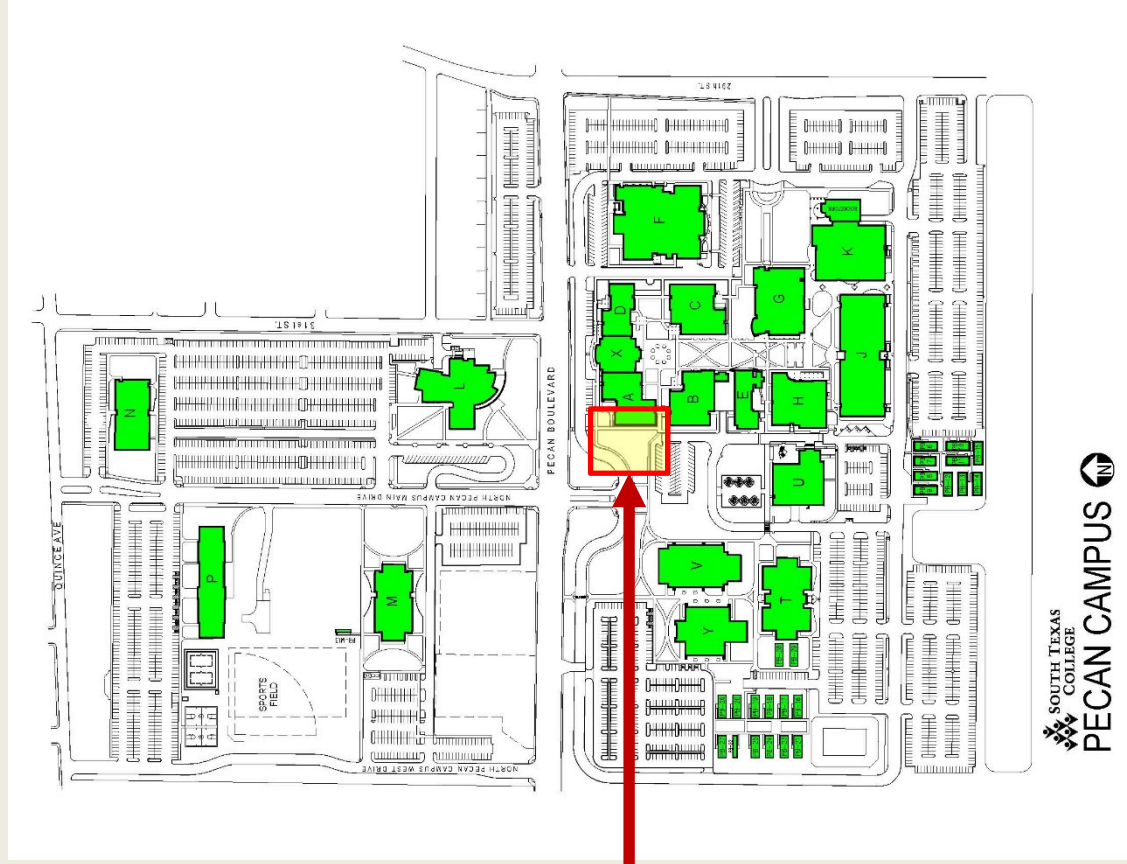 29th ST.
BOOKSTORE
F
K
D
C
G
31st ST.
X
J
L
N
A
B
E
H
PECAN BOULEVARD
U
NORTH PECAN CAMPUS MAIN DRIVE
QUINCE AVE
V
P
M
T
Y
SPORTS
FIELD
NORTH PECAN CAMPUS WEST DRIVE
SOUTH TEXAS
COLLEGE
PECAN CAMPUS
N